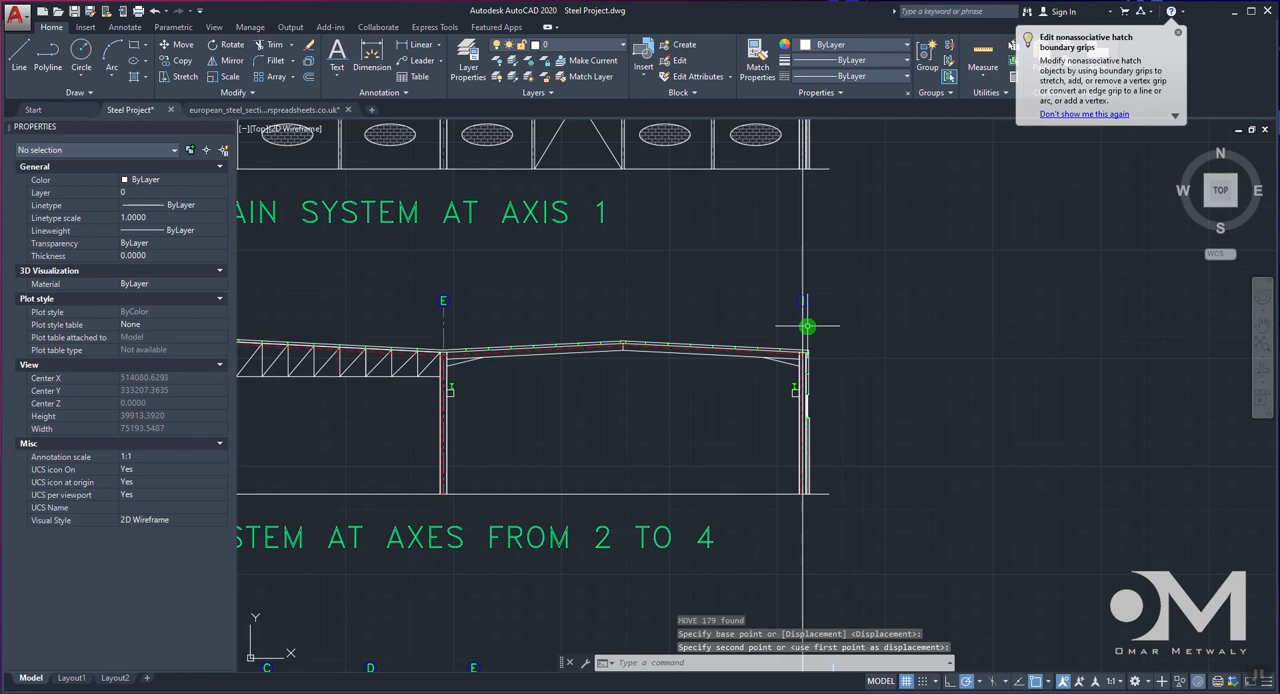 Autodesk AutoCAD 2020 Steel Project.dwg
Type a keyword or phrase
Sign In
Home
Insert
Annotate
Parametric
View
Manage
Output
Add-ins
Collaborate
Express Tools
Featured Apps
Line
Polyline
Circle
Arc
Move
Copy
Stretch
Rotate
Mirror
Scale
Trim
Fillet
Array
Text
Dimension
Linear
Leader
Table
Layer
Properties
0
Make Current
Match Layer
Insert
Create
Edit
Edit Attributes
Match
Properties
ByLayer
ByLayer
ByLayer
Group
Measure
Draw
Modify
Annotation
Layers
Block
Properties
Groups
Utilities
Edit nonassociative hatch
boundary grips
Modify nonassociative hatch
objects by using boundary grips to
stretch, add, or remove a vertex grip
or convert an edge grip to a line or
arc, or add a vertex.
Don't show me this again
Start
Steel Project*
european_steel_secti...rspreadsheets.co.uk*
PROPERTIES
[−][Top][2D Wireframe]
No selection
General
Color ByLayer
Layer 0
Linetype ByLayer
Linetype scale 1.0000
Lineweight ByLayer
Transparency ByLayer
Thickness 0.0000
3D Visualization
Material ByLayer
Plot style
Plot style ByColor
Plot style table None
Plot table attached to Model
Plot table type Not available
View
Center X 514080.6293
Center Y 333207.3635
Center Z 0.0000
Height 39913.3920
Width 75193.5487
Misc
Annotation scale 1:1
UCS icon On Yes
UCS icon at origin Yes
UCS per viewport Yes
UCS Name
Visual Style 2D Wireframe
AIN SYSTEM AT AXIS 1
E
STEM AT AXES FROM 2 TO 4
N
W TOP E
S
WCS
Y
X
C D E
MOVE 179 found
Specify base point or [Displacement] <Displacement>:
Specify second point or <use first point as displacement>:
Type a command
OM
OMAR METWALY
Model
Layout1
Layout2
MODEL
1:1